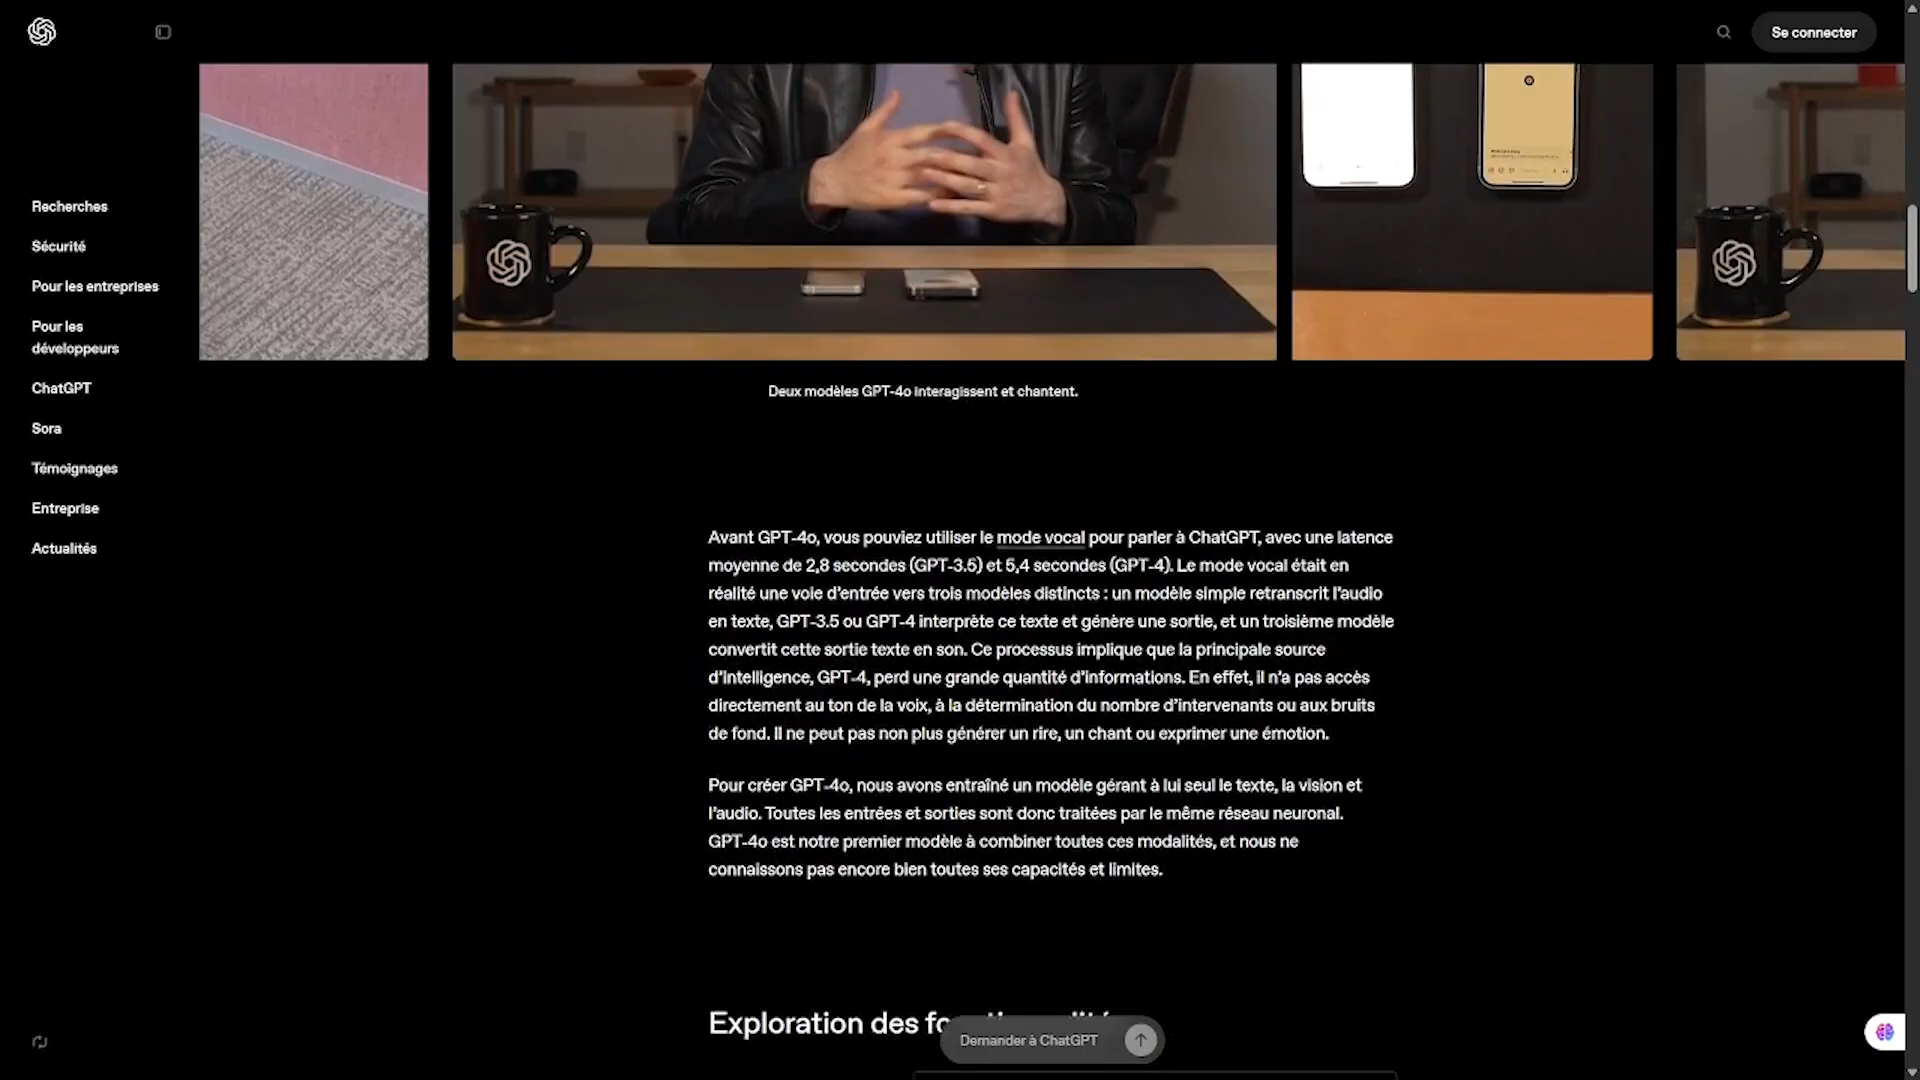 Se connecter
Recherches
Sécurité
Pour les entreprises
Pour les
développeurs
ChatGPT
Sora
Témoignages
Entreprise
Actualités
Deux modèles GPT-4o interagissent et chantent.
Avant GPT-4o, vous pouviez utiliser le mode vocal pour parler à ChatGPT, avec une latence
moyenne de 2,8 secondes (GPT-3.5) et 5,4 secondes (GPT-4). Le mode vocal était en
réalité une voie d'entrée vers trois modèles distincts : un modèle simple retranscrit l'audio
en texte, GPT-3.5 ou GPT-4 interprète ce texte et génère une sortie, et un troisième modèle
convertit cette sortie texte en son. Ce processus implique que la principale source
d'intelligence, GPT-4, perd une grande quantité d'informations. En effet, il n'a pas accès
directement au ton de la voix, à la détermination du nombre d'intervenants ou aux bruits
de fond. Il ne peut pas non plus générer un rire, un chant ou exprimer une émotion.
Pour créer GPT-4o, nous avons entraîné un modèle gérant à lui seul le texte, la vision et
l'audio. Toutes les entrées et sorties sont donc traitées par le même réseau neuronal.
GPT-4o est notre premier modèle à combiner toutes ces modalités, et nous ne
connaissons pas encore bien toutes ses capacités et limites.
Exploration des
Demander à ChatGPT